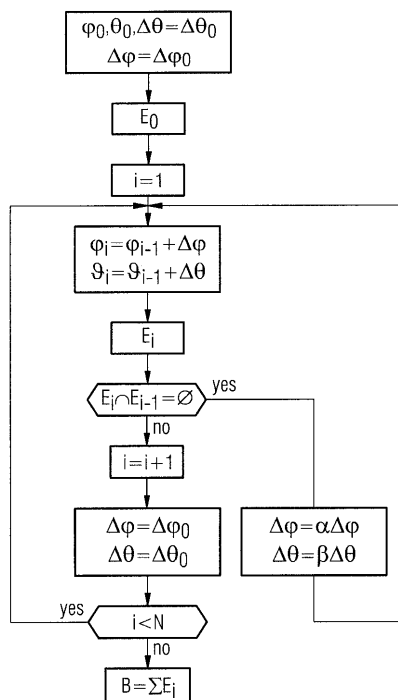 φ₀,θ₀,Δθ=Δθ₀
Δφ=Δφ₀
E₀
i=1
φᵢ=φᵢ₋₁+Δφ
ϑᵢ=ϑᵢ₋₁+Δθ
Eᵢ
Eᵢ∩Eᵢ₋₁=∅
yes
no
i=i+1
Δφ=Δφ₀
Δθ=Δθ₀
Δφ=αΔφ
Δθ=βΔθ
yes
i<N
no
B=ΣEᵢ